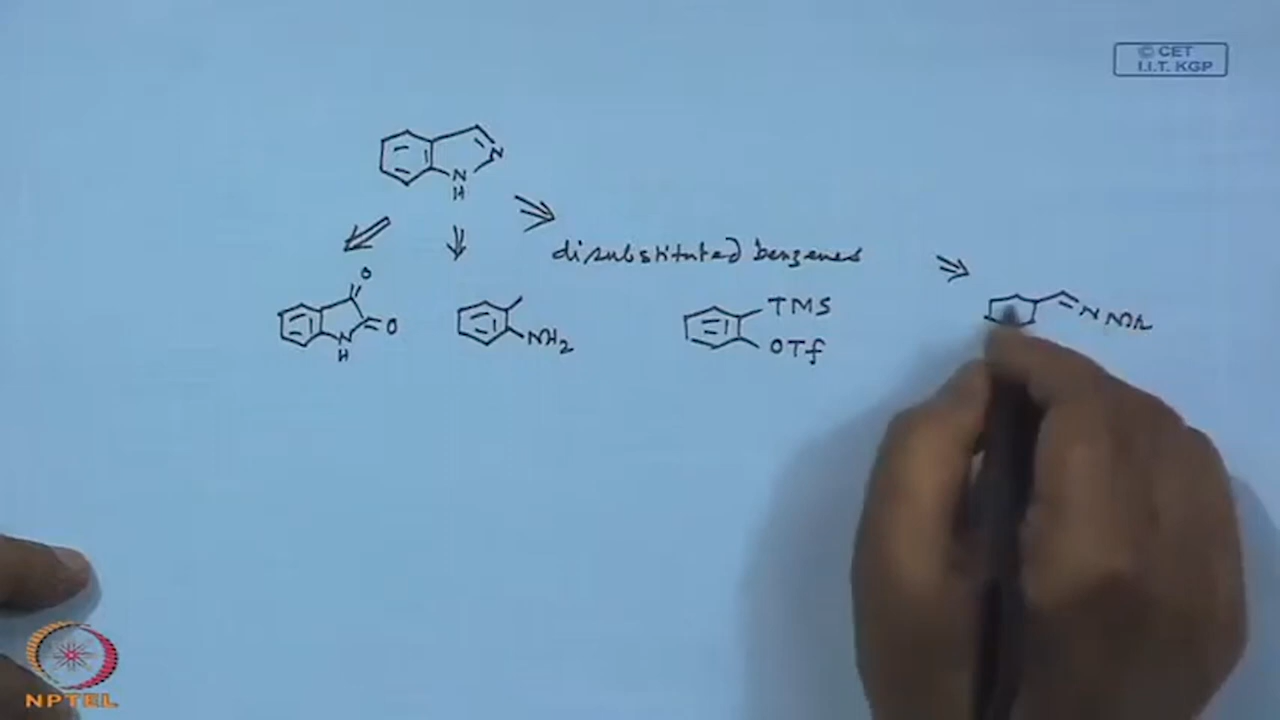 © CET
I.I.T. KGP
N
N
H
disubstituted benzenes
O
O
N
H
NH2
TMS
OTf
N
NPTEL